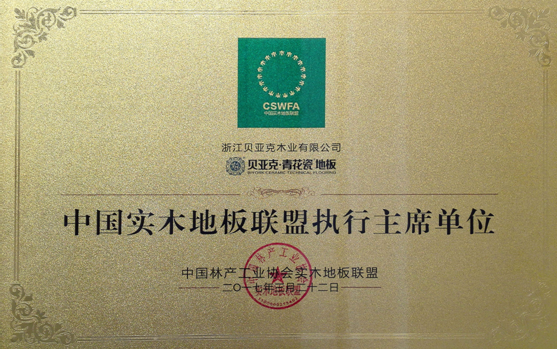 CSWFA
中国实木地板联盟
浙江贝亚克木业有限公司
贝亚克·青花瓷 地板
中国实木地板联盟执行主席单位
中国林产工业协会实木地板联盟
二〇一七年三月二十二日